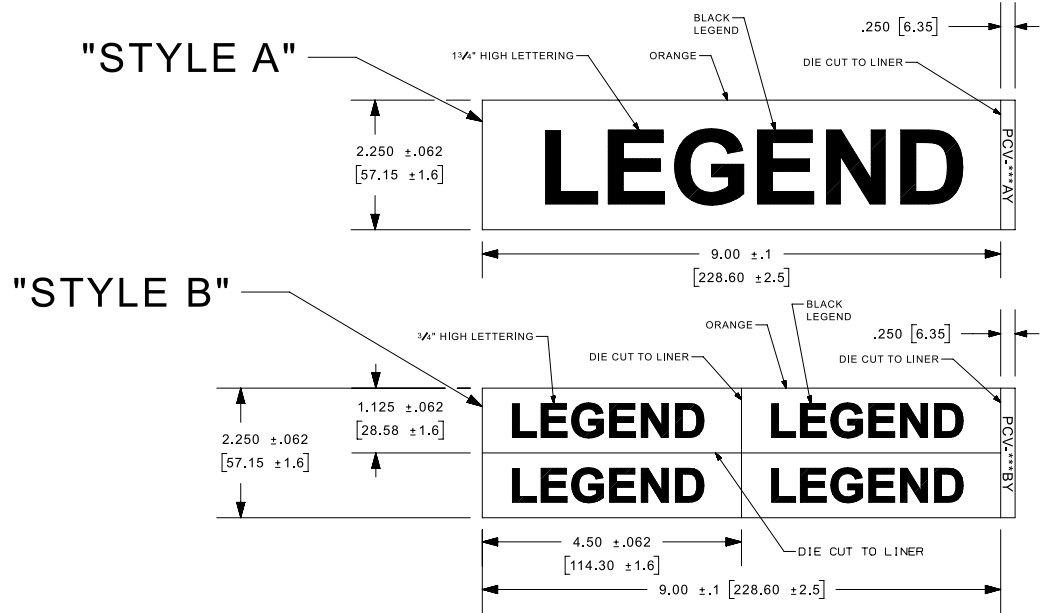 "STYLE A"
1 3/4" HIGH LETTERING
ORANGE
BLACK
LEGEND
DIE CUT TO LINER
.250 [6.35]
2.250 ±.062
[57.15 ±1.6]
LEGEND
PCV-***AY
9.00 ±.1
[228.60 ±2.5]
"STYLE B"
3/4" HIGH LETTERING
DIE CUT TO LINER
ORANGE
BLACK
LEGEND
DIE CUT TO LINER
.250 [6.35]
2.250 ±.062
[57.15 ±1.6]
1.125 ±.062
[28.58 ±1.6]
LEGEND LEGEND
LEGEND LEGEND
PCV-***BY
4.50 ±.062
[114.30 ±1.6]
DIE CUT TO LINER
9.00 ±.1 [228.60 ±2.5]